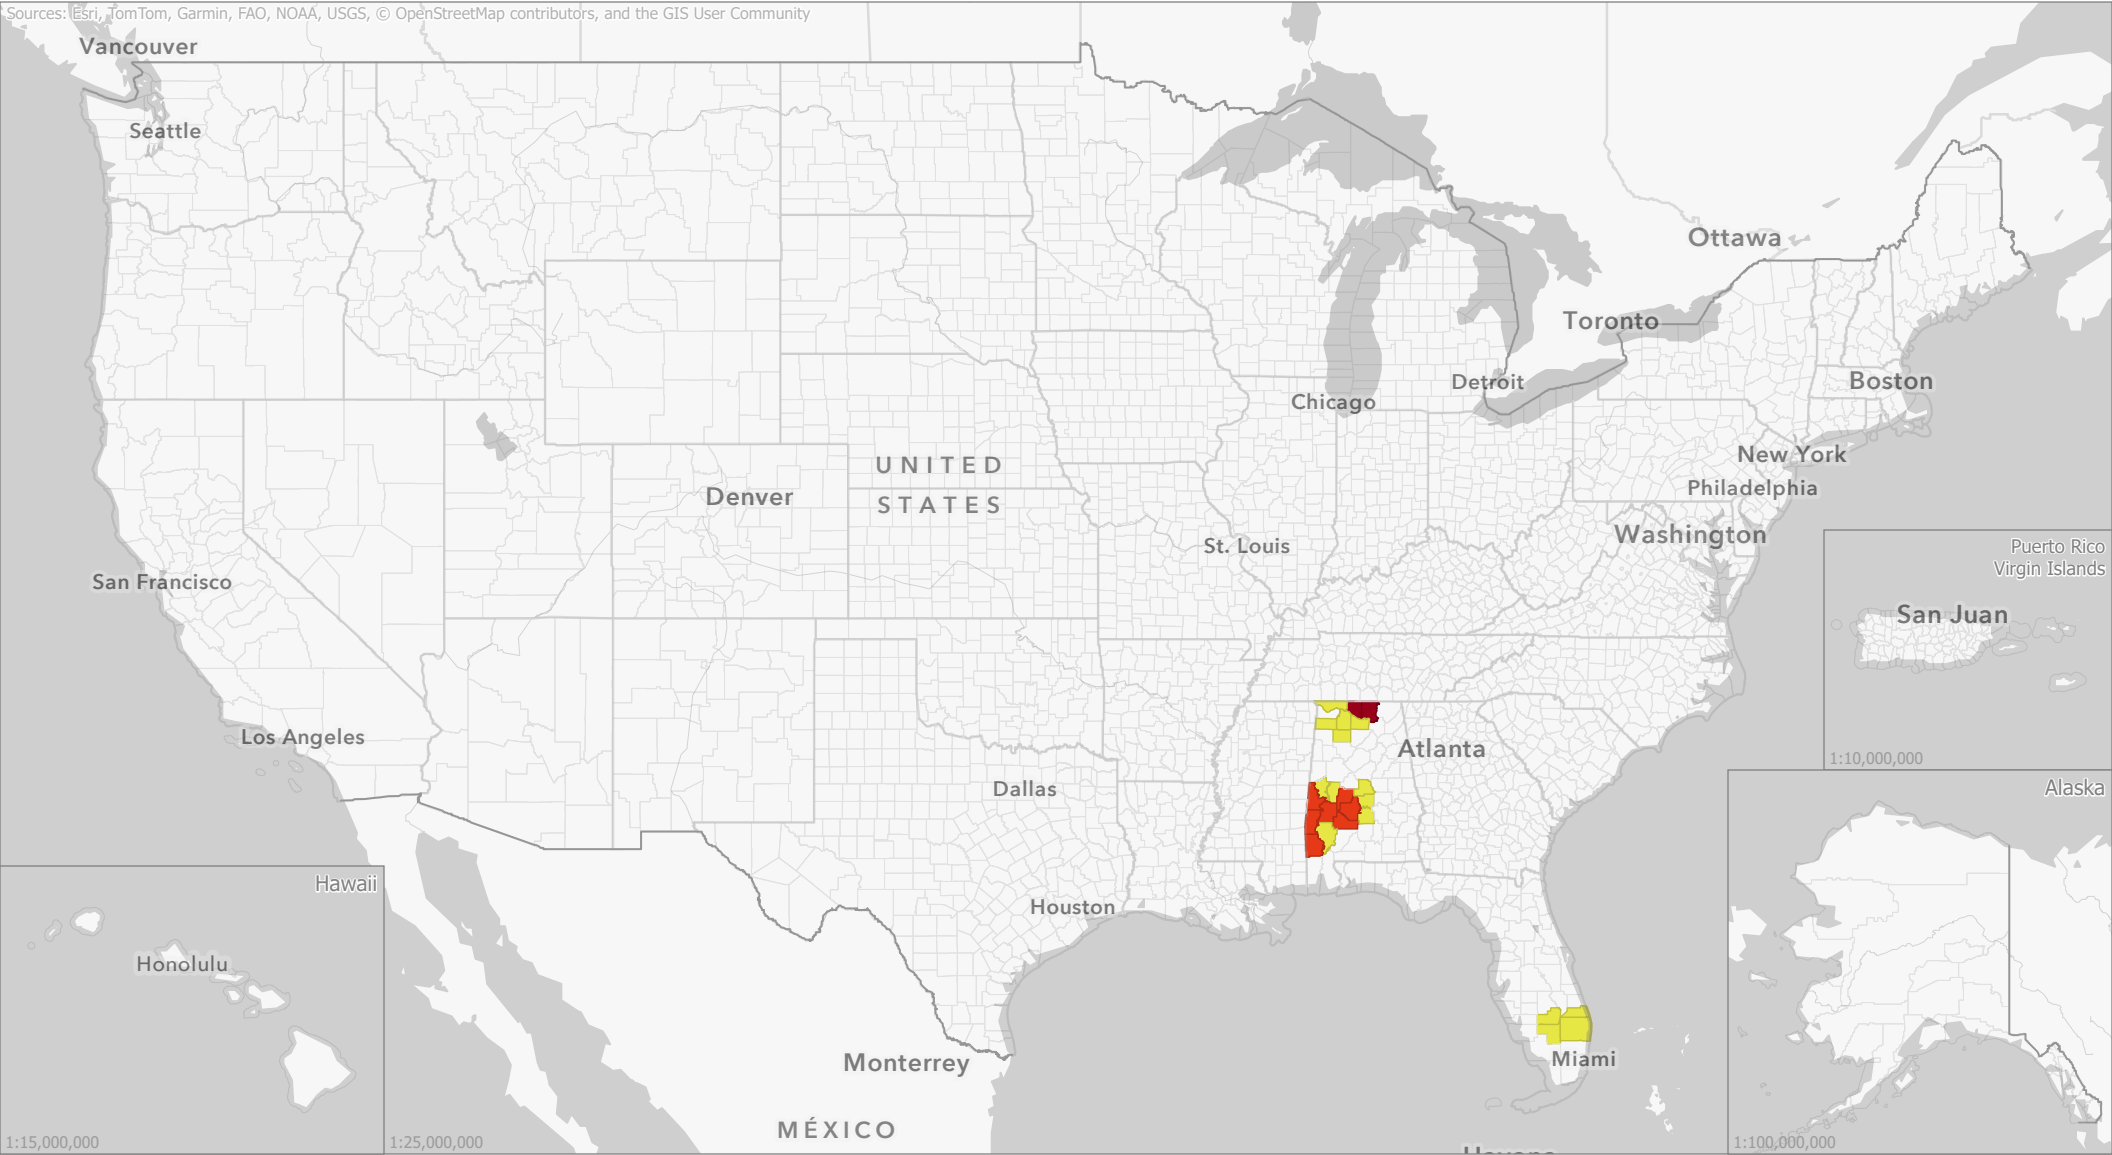 Sources: Esri, TomTom, Garmin, FAO, NOAA, USGS, © OpenStreetMap contributors, and the GIS User Community
Vancouver
Seattle
Ottawa
Toronto
Detroit
Boston
Chicago
New York
UNITED
Denver
Philadelphia
STATES
Washington
St. Louis
Puerto Rico
Virgin Islands
San Francisco
San Juan
Los Angeles
Atlanta
1:10,000,000
Dallas
Alaska
Hawaii
Houston
Honolulu
Miami
Monterrey
MÉXICO
1:15,000,000
1:25,000,000
1:100,000,000